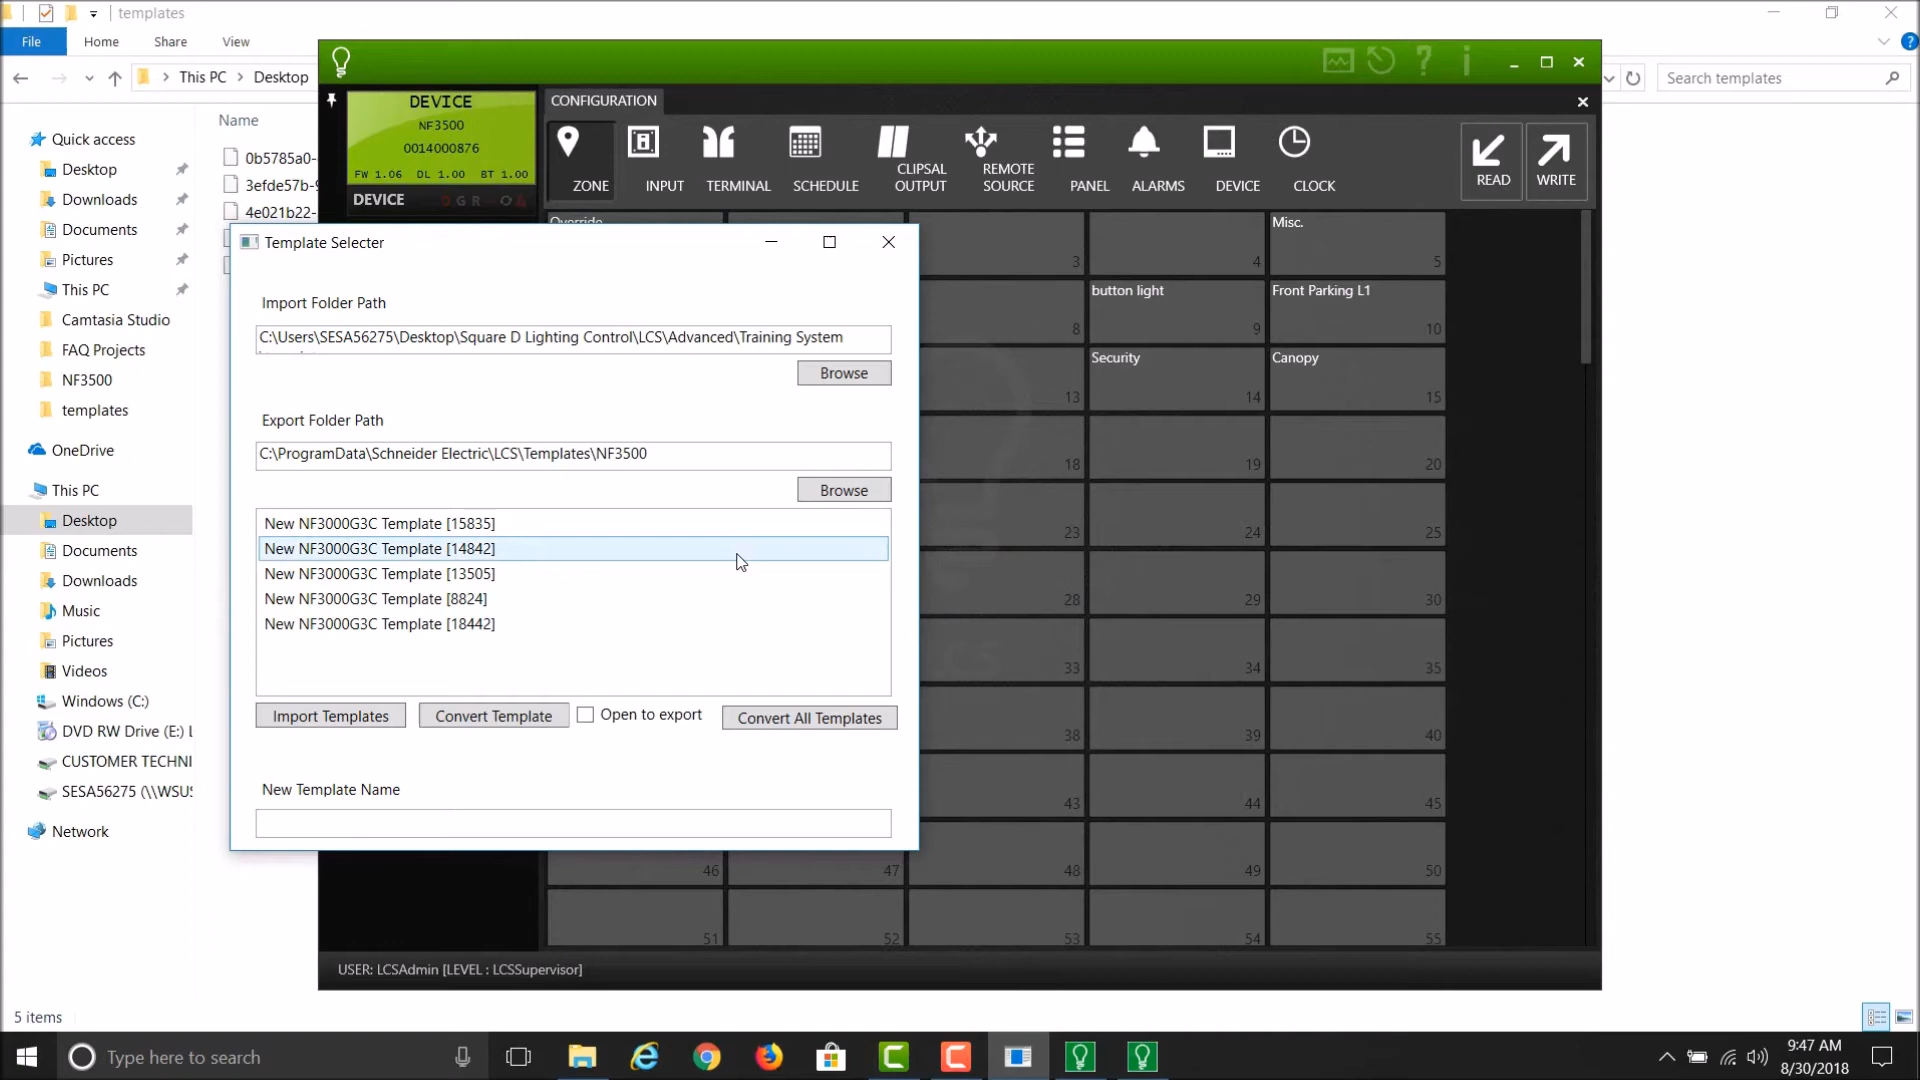 templates
File Home Share View
This PC Desktop
Search templates
Quick access
Desktop
Downloads
Documents
Pictures
This PC
Camtasia Studio
FAQ Projects
NF3500
templates
OneDrive
This PC
Desktop
Documents
Downloads
Music
Pictures
Videos
Windows (C:)
DVD RW Drive (E:) L
CUSTOMER TECHNI
SESA56275 (\\WSUS
Network
5 items
Name
0b5785a0-
3efde57b-9
4e021b22-
DEVICE
NF3500
0014000876
FW 1.06 DL 1.00 BT 1.00
DEVICE
G R
CONFIGURATION
ZONE
INPUT
TERMINAL
SCHEDULE
CLIPSAL
OUTPUT
REMOTE
SOURCE
PANEL
ALARMS
DEVICE
CLOCK
READ
WRITE
Override
3
4
Misc.
5
8
button light
9
Front Parking L1
10
13
Security
14
Canopy
15
18
19
20
23
24
25
28
29
30
33
34
35
38
39
40
43
44
45
46
47
48
49
50
51
52
53
54
55
Template Selecter
Import Folder Path
C:\Users\SESA56275\Desktop\Square D Lighting Control\LCS\Advanced\Training System
Browse
Export Folder Path
C:\ProgramData\Schneider Electric\LCS\Templates\NF3500
Browse
New NF3000G3C Template [15835]
New NF3000G3C Template [14842]
New NF3000G3C Template [13505]
New NF3000G3C Template [8824]
New NF3000G3C Template [18442]
Import Templates
Convert Template
Open to export
Convert All Templates
New Template Name
USER: LCSAdmin [LEVEL : LCSSupervisor]
Type here to search
9:47 AM
8/30/2018